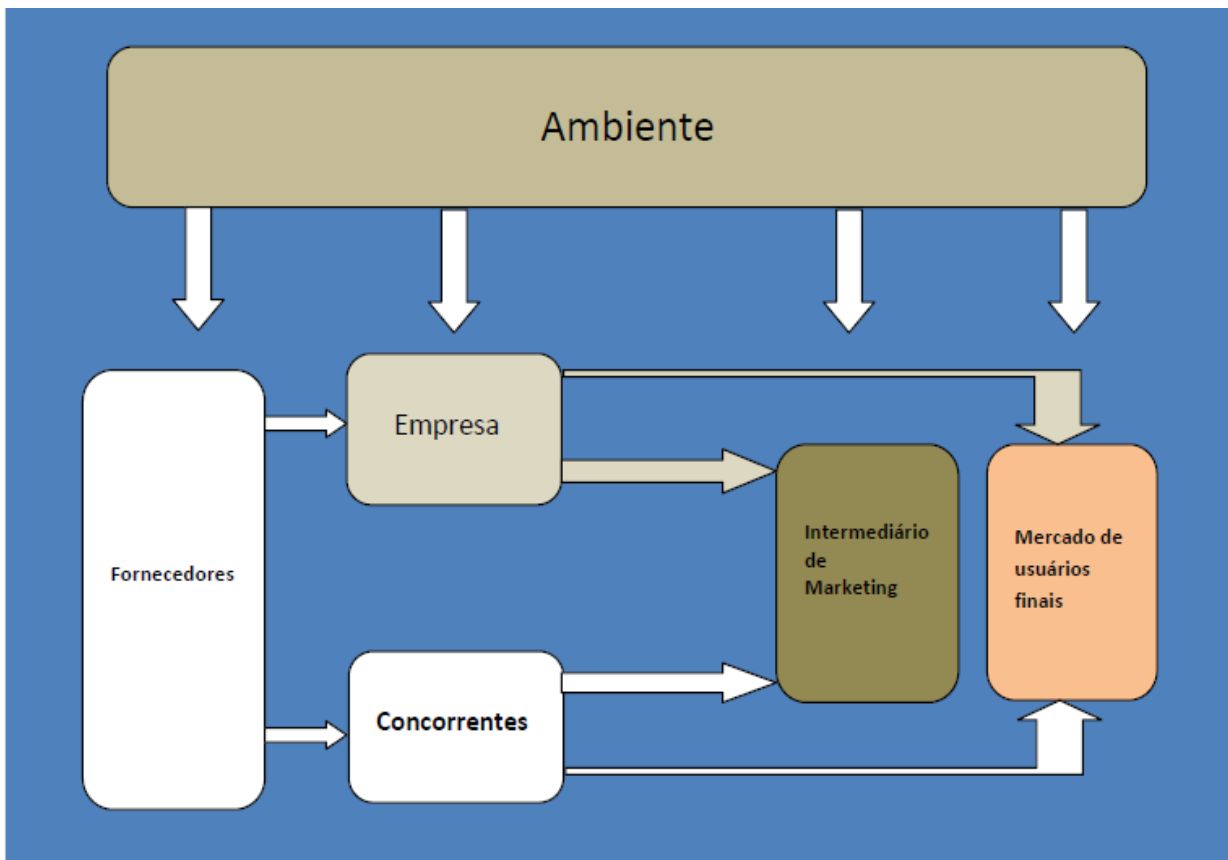 Ambiente
Empresa
Fornecedores
Intermediário
de
Marketing
Mercado de
usuários
finais
Concorrentes